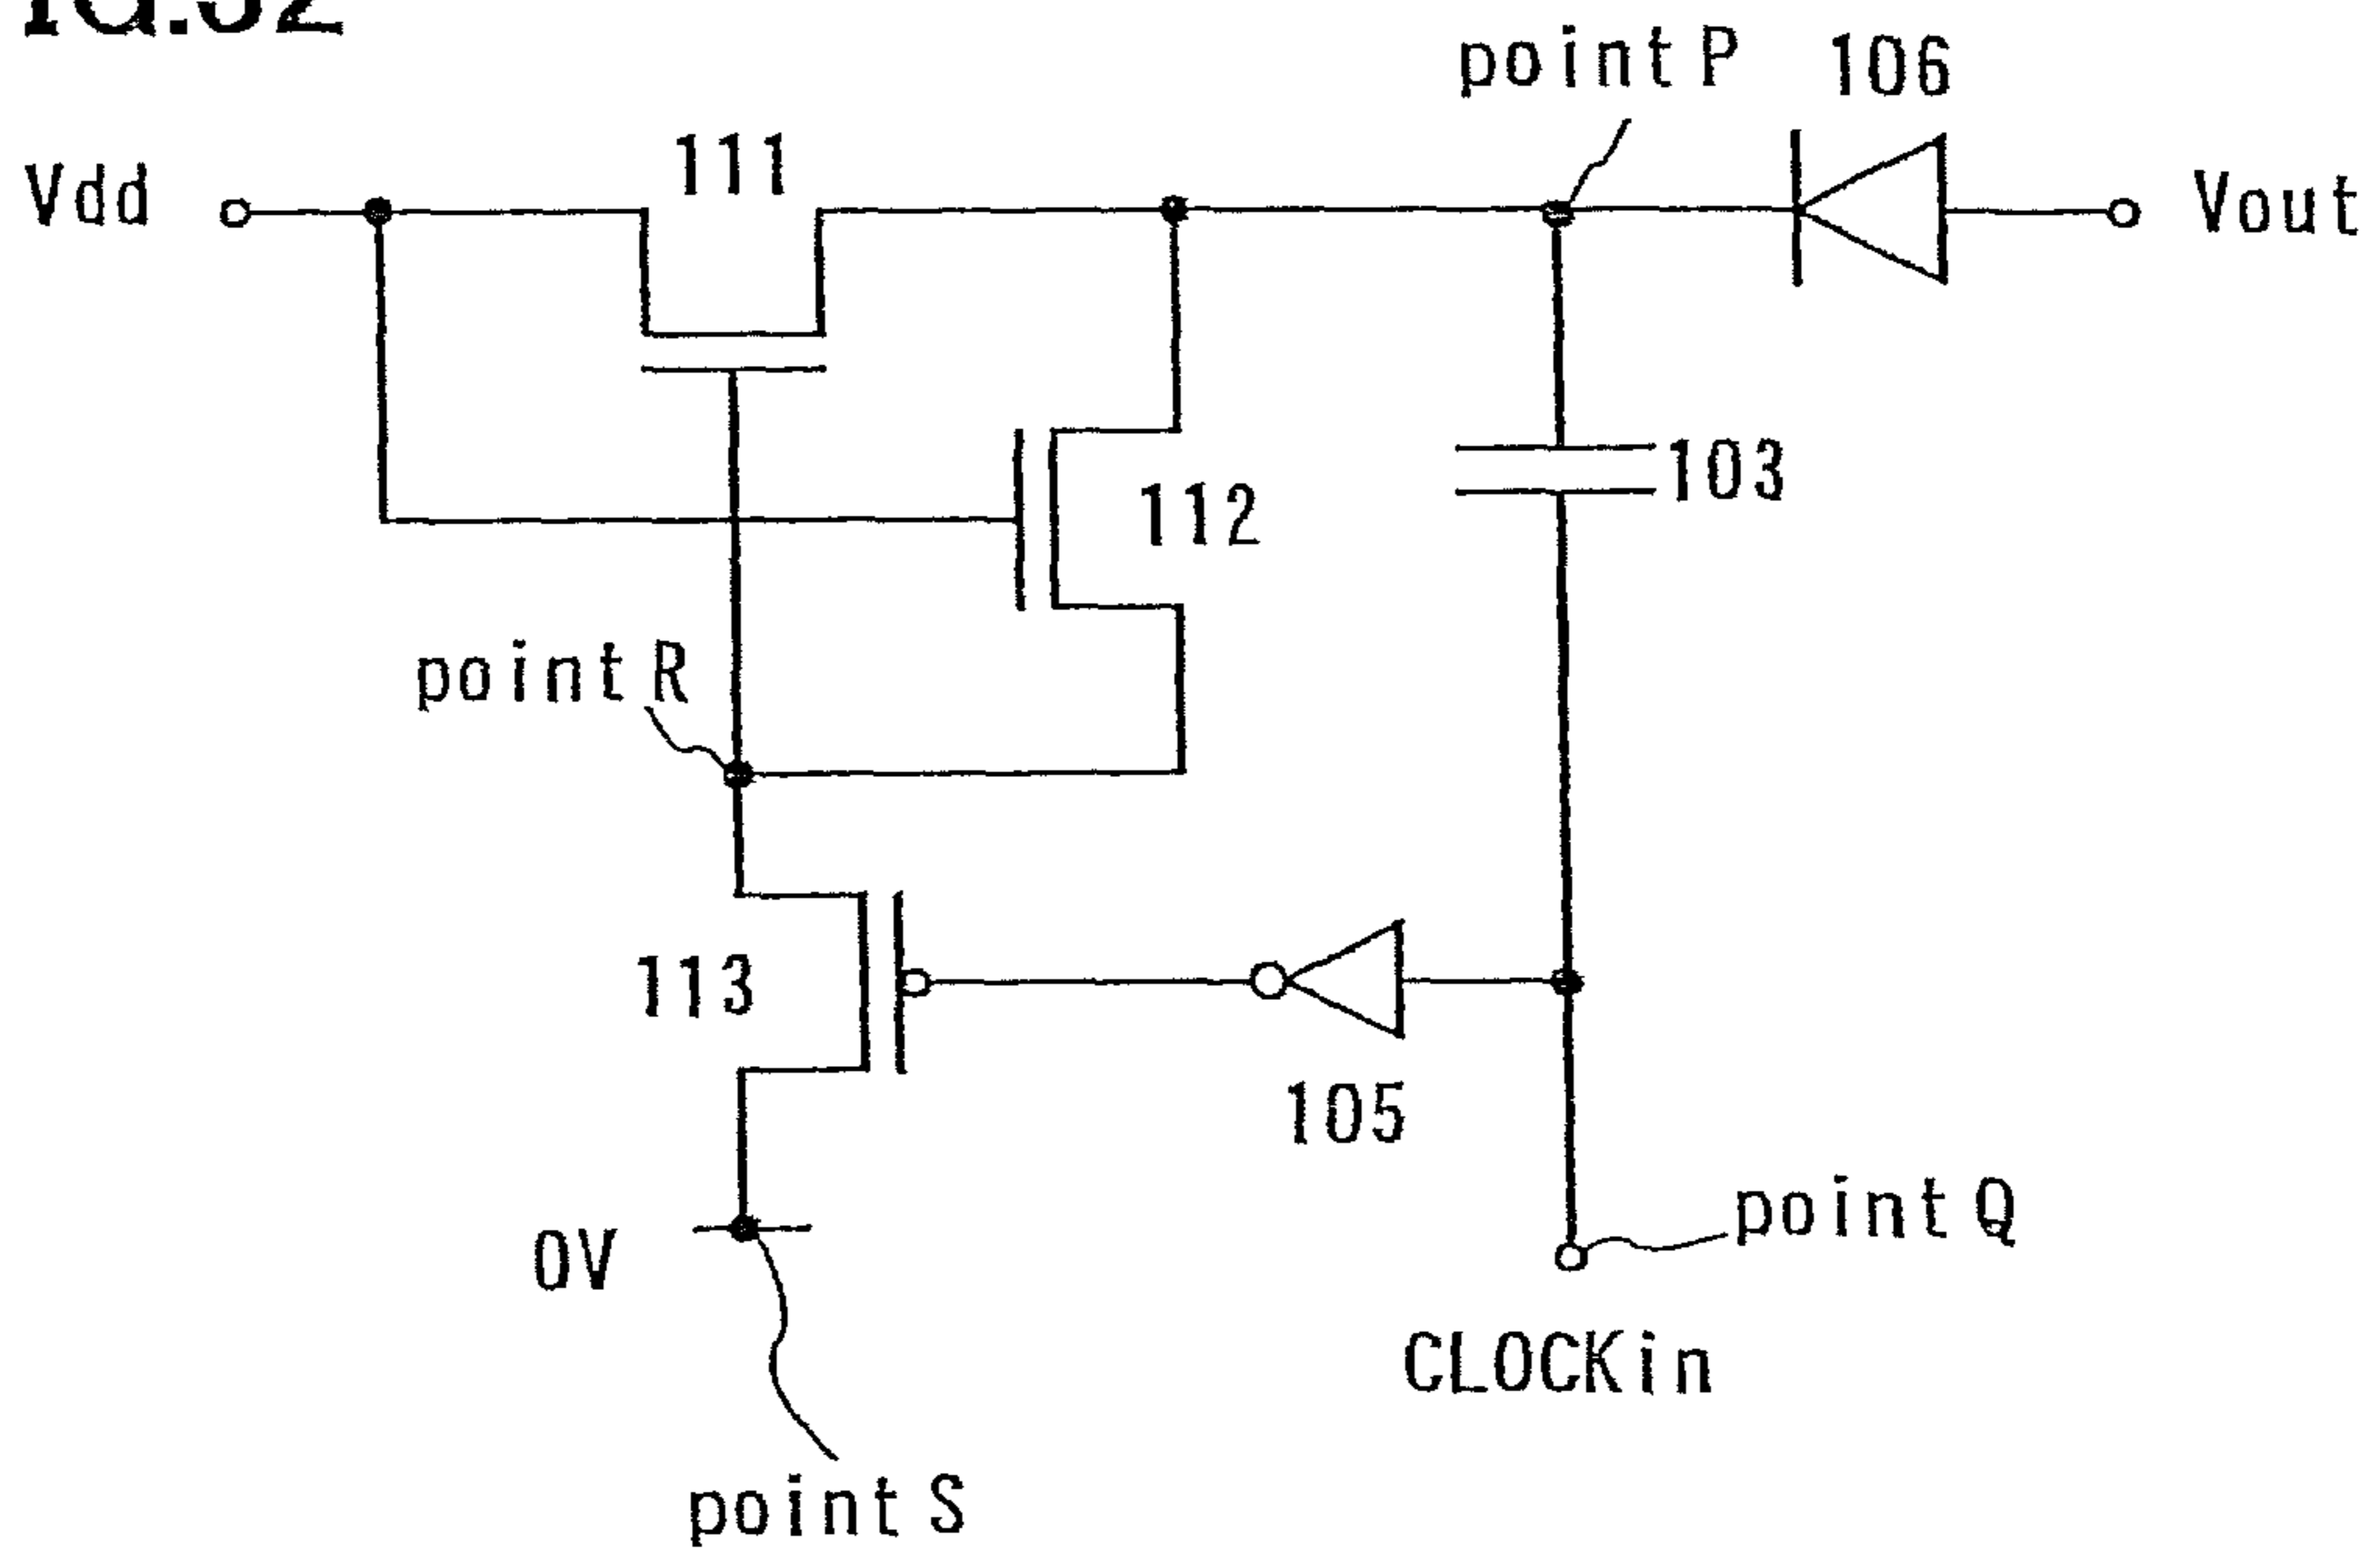 point P
106
111
Vdd
Vout
103
112
point R
113
105
point Q
0V
CLOCKin
point S